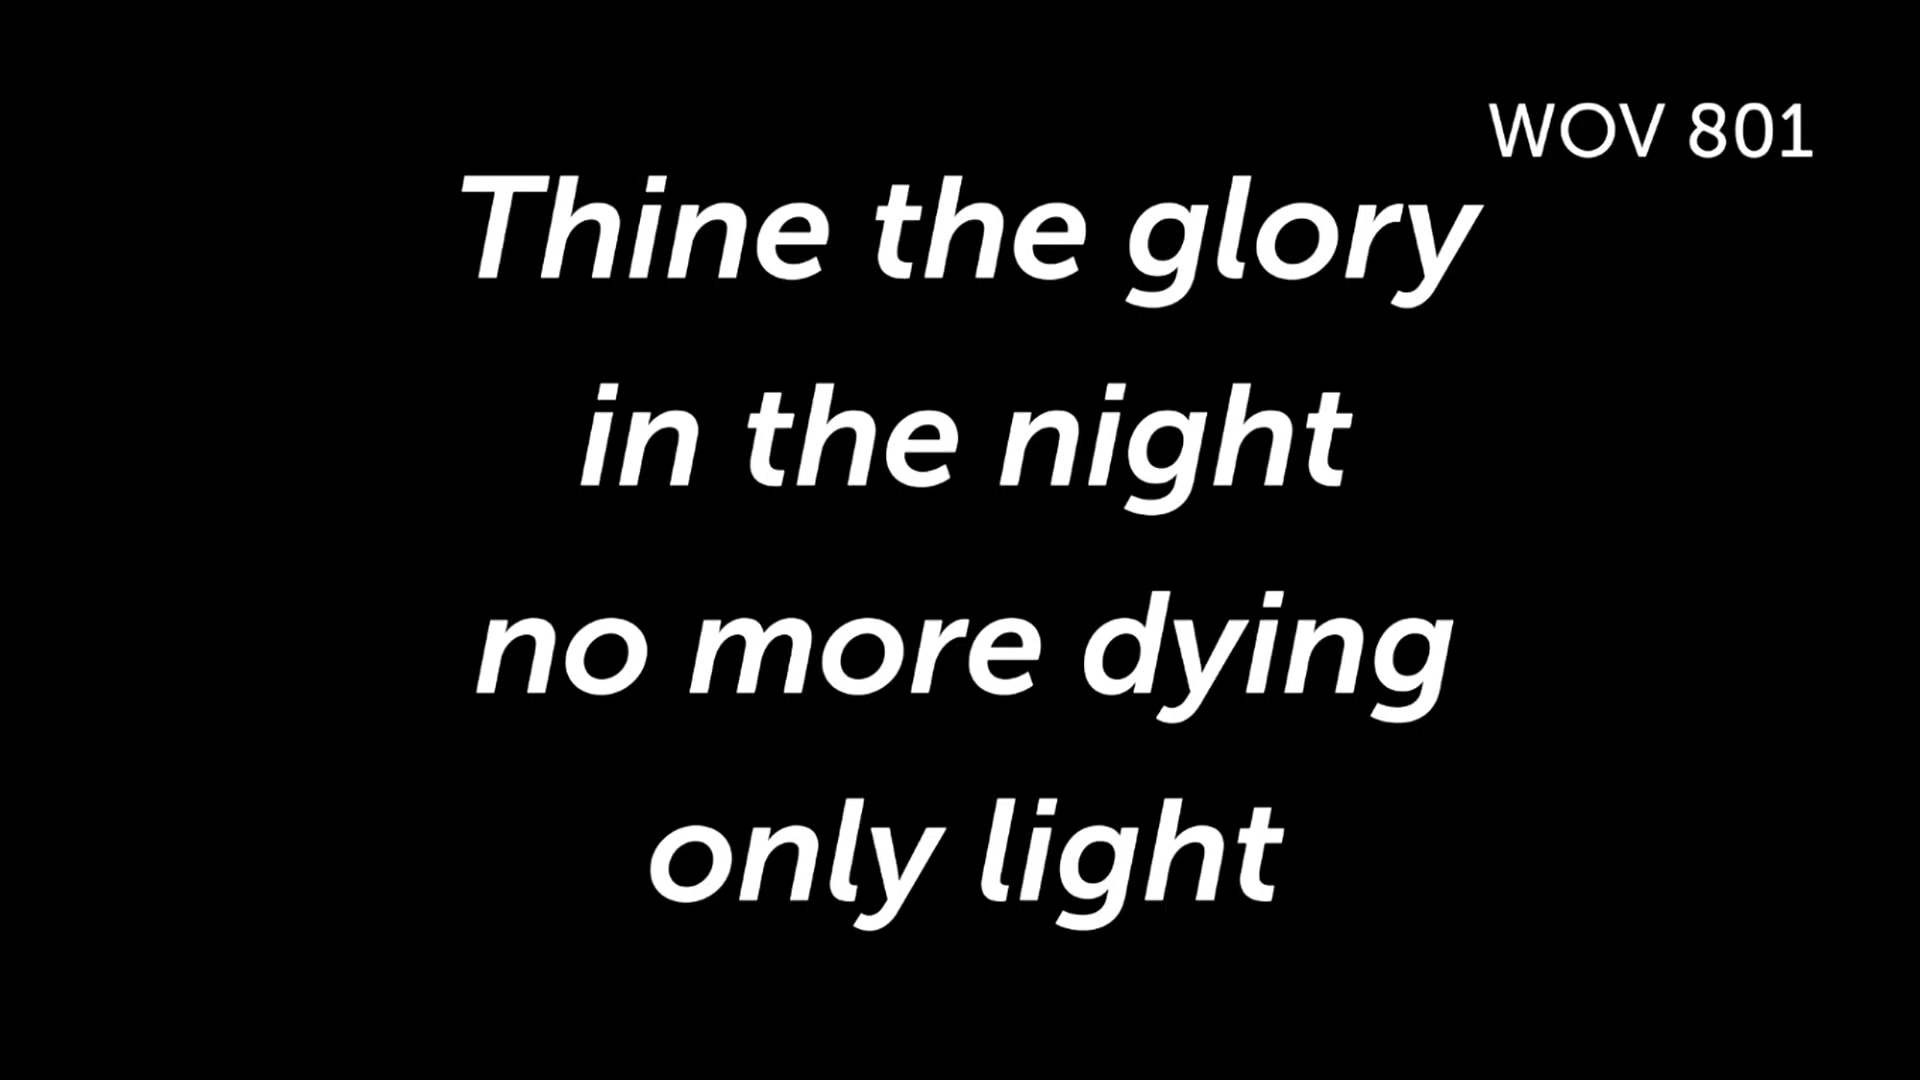 WOV 801
Thine the glory
in the night
no more dying
only light